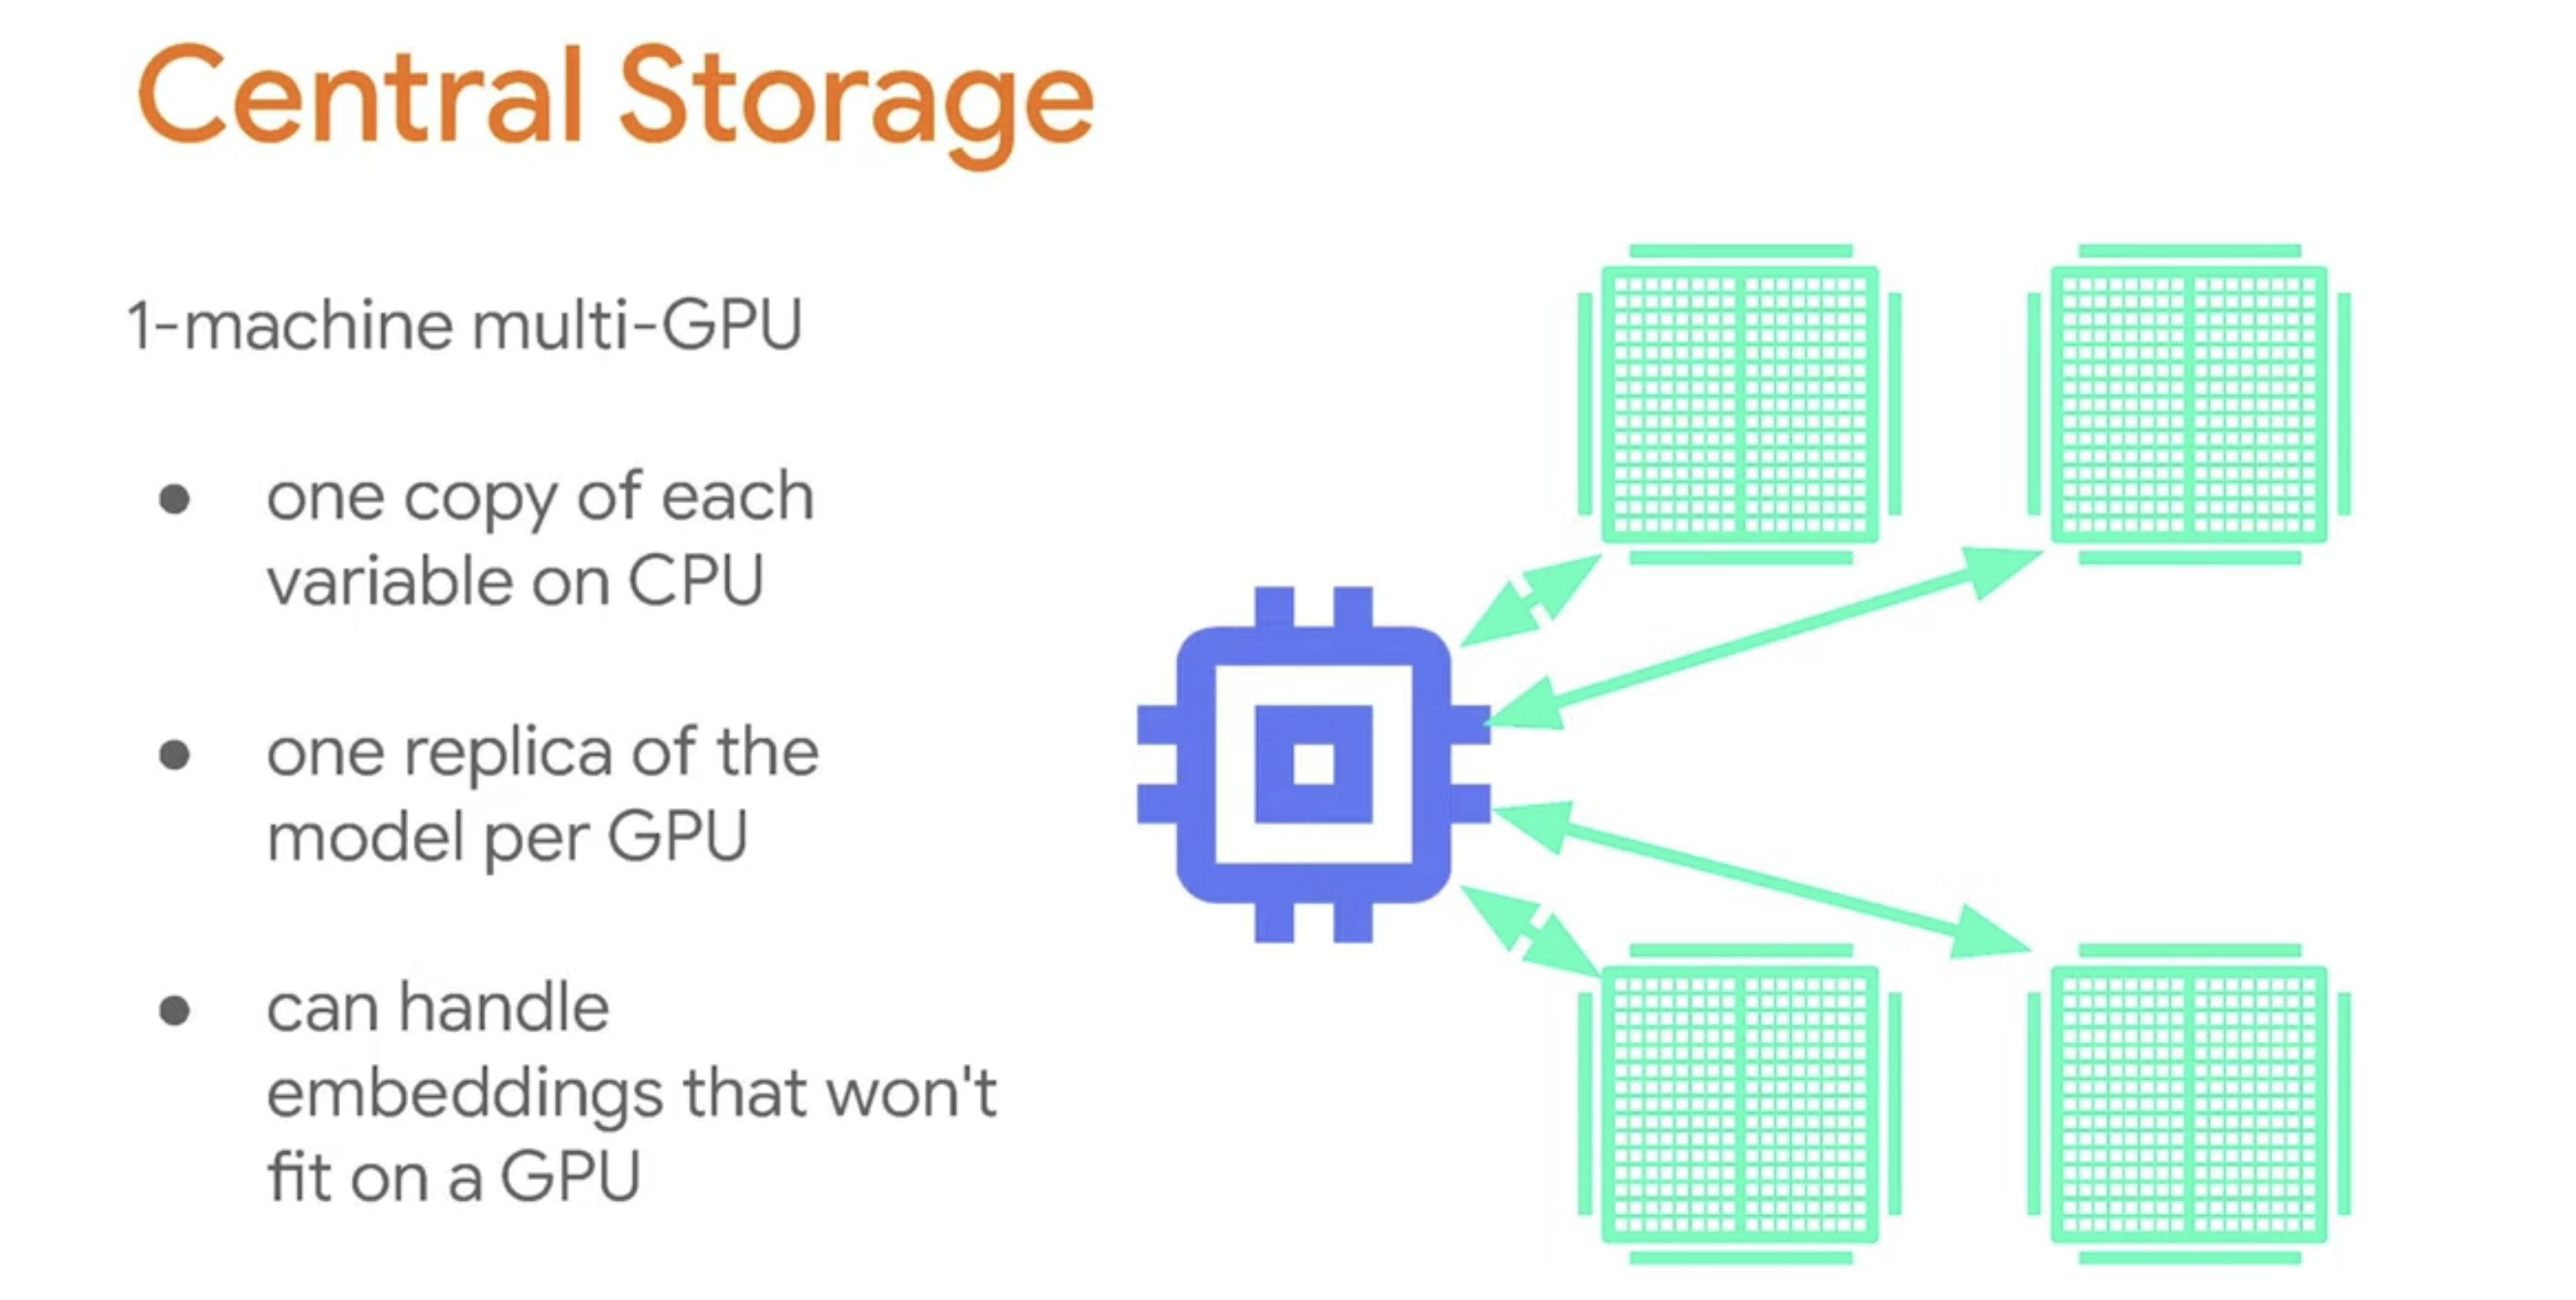 Central Storage
1-machine multi-GPU
● one copy of each
variable on CPU
● one replica of the
model per GPU
● can handle
embeddings that won't
fit on a GPU